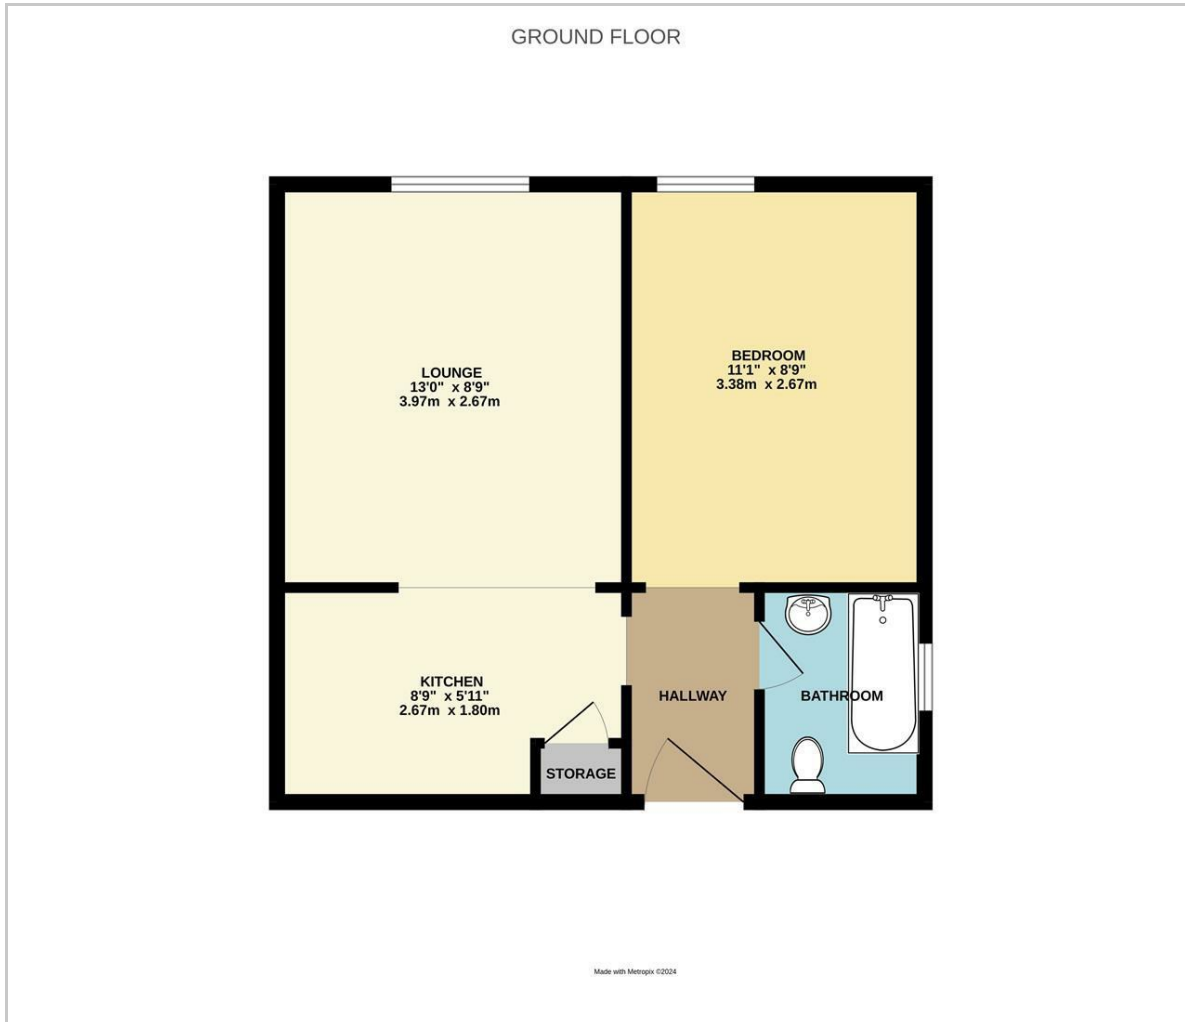 GROUND FLOOR
LOUNGE
13'0" x 8'9"
3.97m x 2.67m
BEDROOM
11'1" x 8'9"
3.38m x 2.67m
KITCHEN
8'9" x 5'11"
2.67m x 1.80m
HALLWAY
BATHROOM
STORAGE
Made with Metropix ©2024